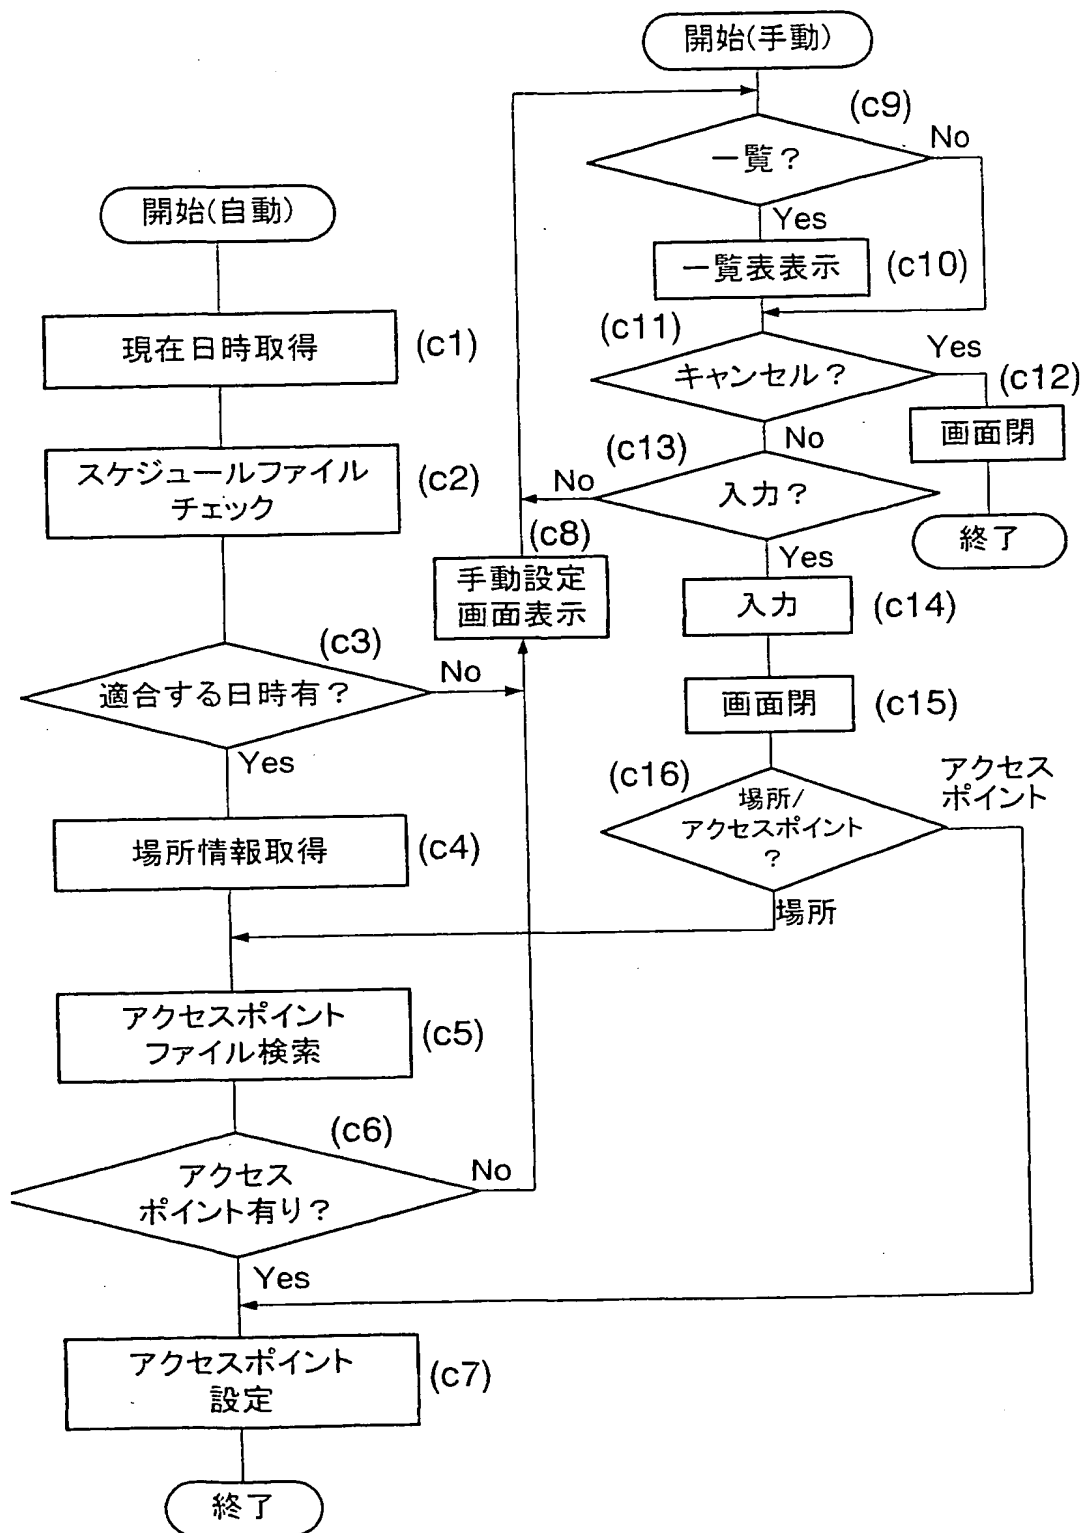 開始(自動)
現在日時取得
(c1)
スケジュールファイル
チェック
(c2)
(c3)
適合する日時有？
No
Yes
場所情報取得
(c4)
アクセスポイント
ファイル検索
(c5)
(c6)
アクセス
ポイント有り？
No
Yes
アクセスポイント
設定
(c7)
終了
(c8)
手動設定
画面表示
開始(手動)
(c9)
一覧？
No
Yes
一覧表表示
(c10)
(c11)
キャンセル？
Yes
(c12)
画面閉
終了
No
(c13)
入力？
No
Yes
入力
(c14)
画面閉
(c15)
(c16)
場所/
アクセスポイント
？
アクセス
ポイント
場所